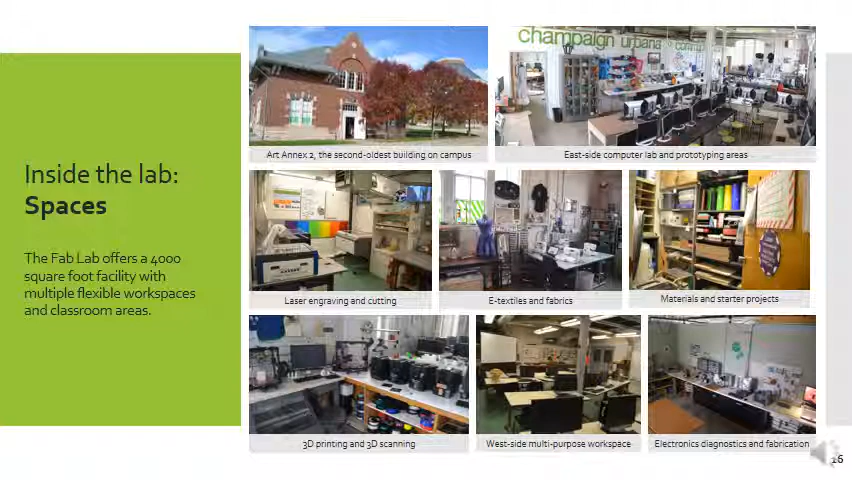 Inside the lab:
Spaces
The Fab Lab offers a 4000
square foot facility with
multiple flexible workspaces
and classroom areas.
champaign urbana
Art Annex 2, the second-oldest building on campus
East-side computer lab and prototyping areas
Laser engraving and cutting
E-textiles and fabrics
Materials and starter projects
3D printing and 3D scanning
West-side multi-purpose workspace
Electronics diagnostics and fabrication
16